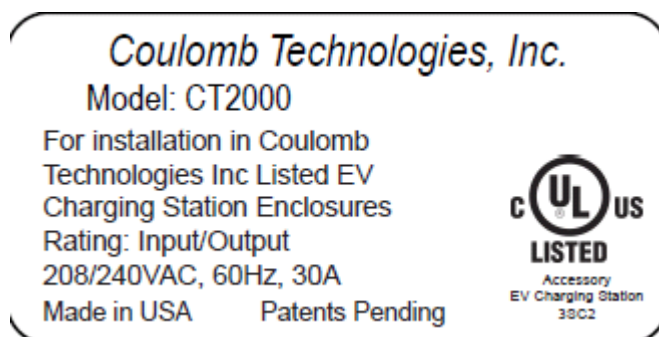 Coulomb Technologies, Inc.
Model: CT2000
For installation in Coulomb
Technologies Inc Listed EV
Charging Station Enclosures
Rating: Input/Output
208/240VAC, 60Hz, 30A
Made in USA Patents Pending
C UL ® US
LISTED
Accessory
EV Charging Station
3SC2